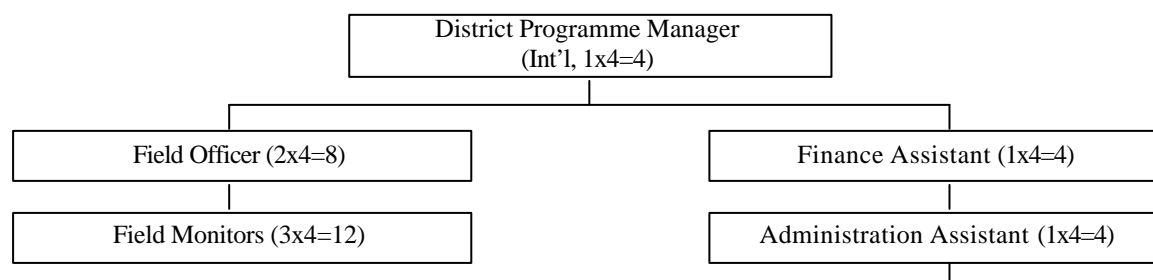 District Programme Manager
(Int’l, 1x4=4)
Field Officer (2x4=8)
Finance Assistant (1x4=4)
Field Monitors (3x4=12)
Administration Assistant (1x4=4)